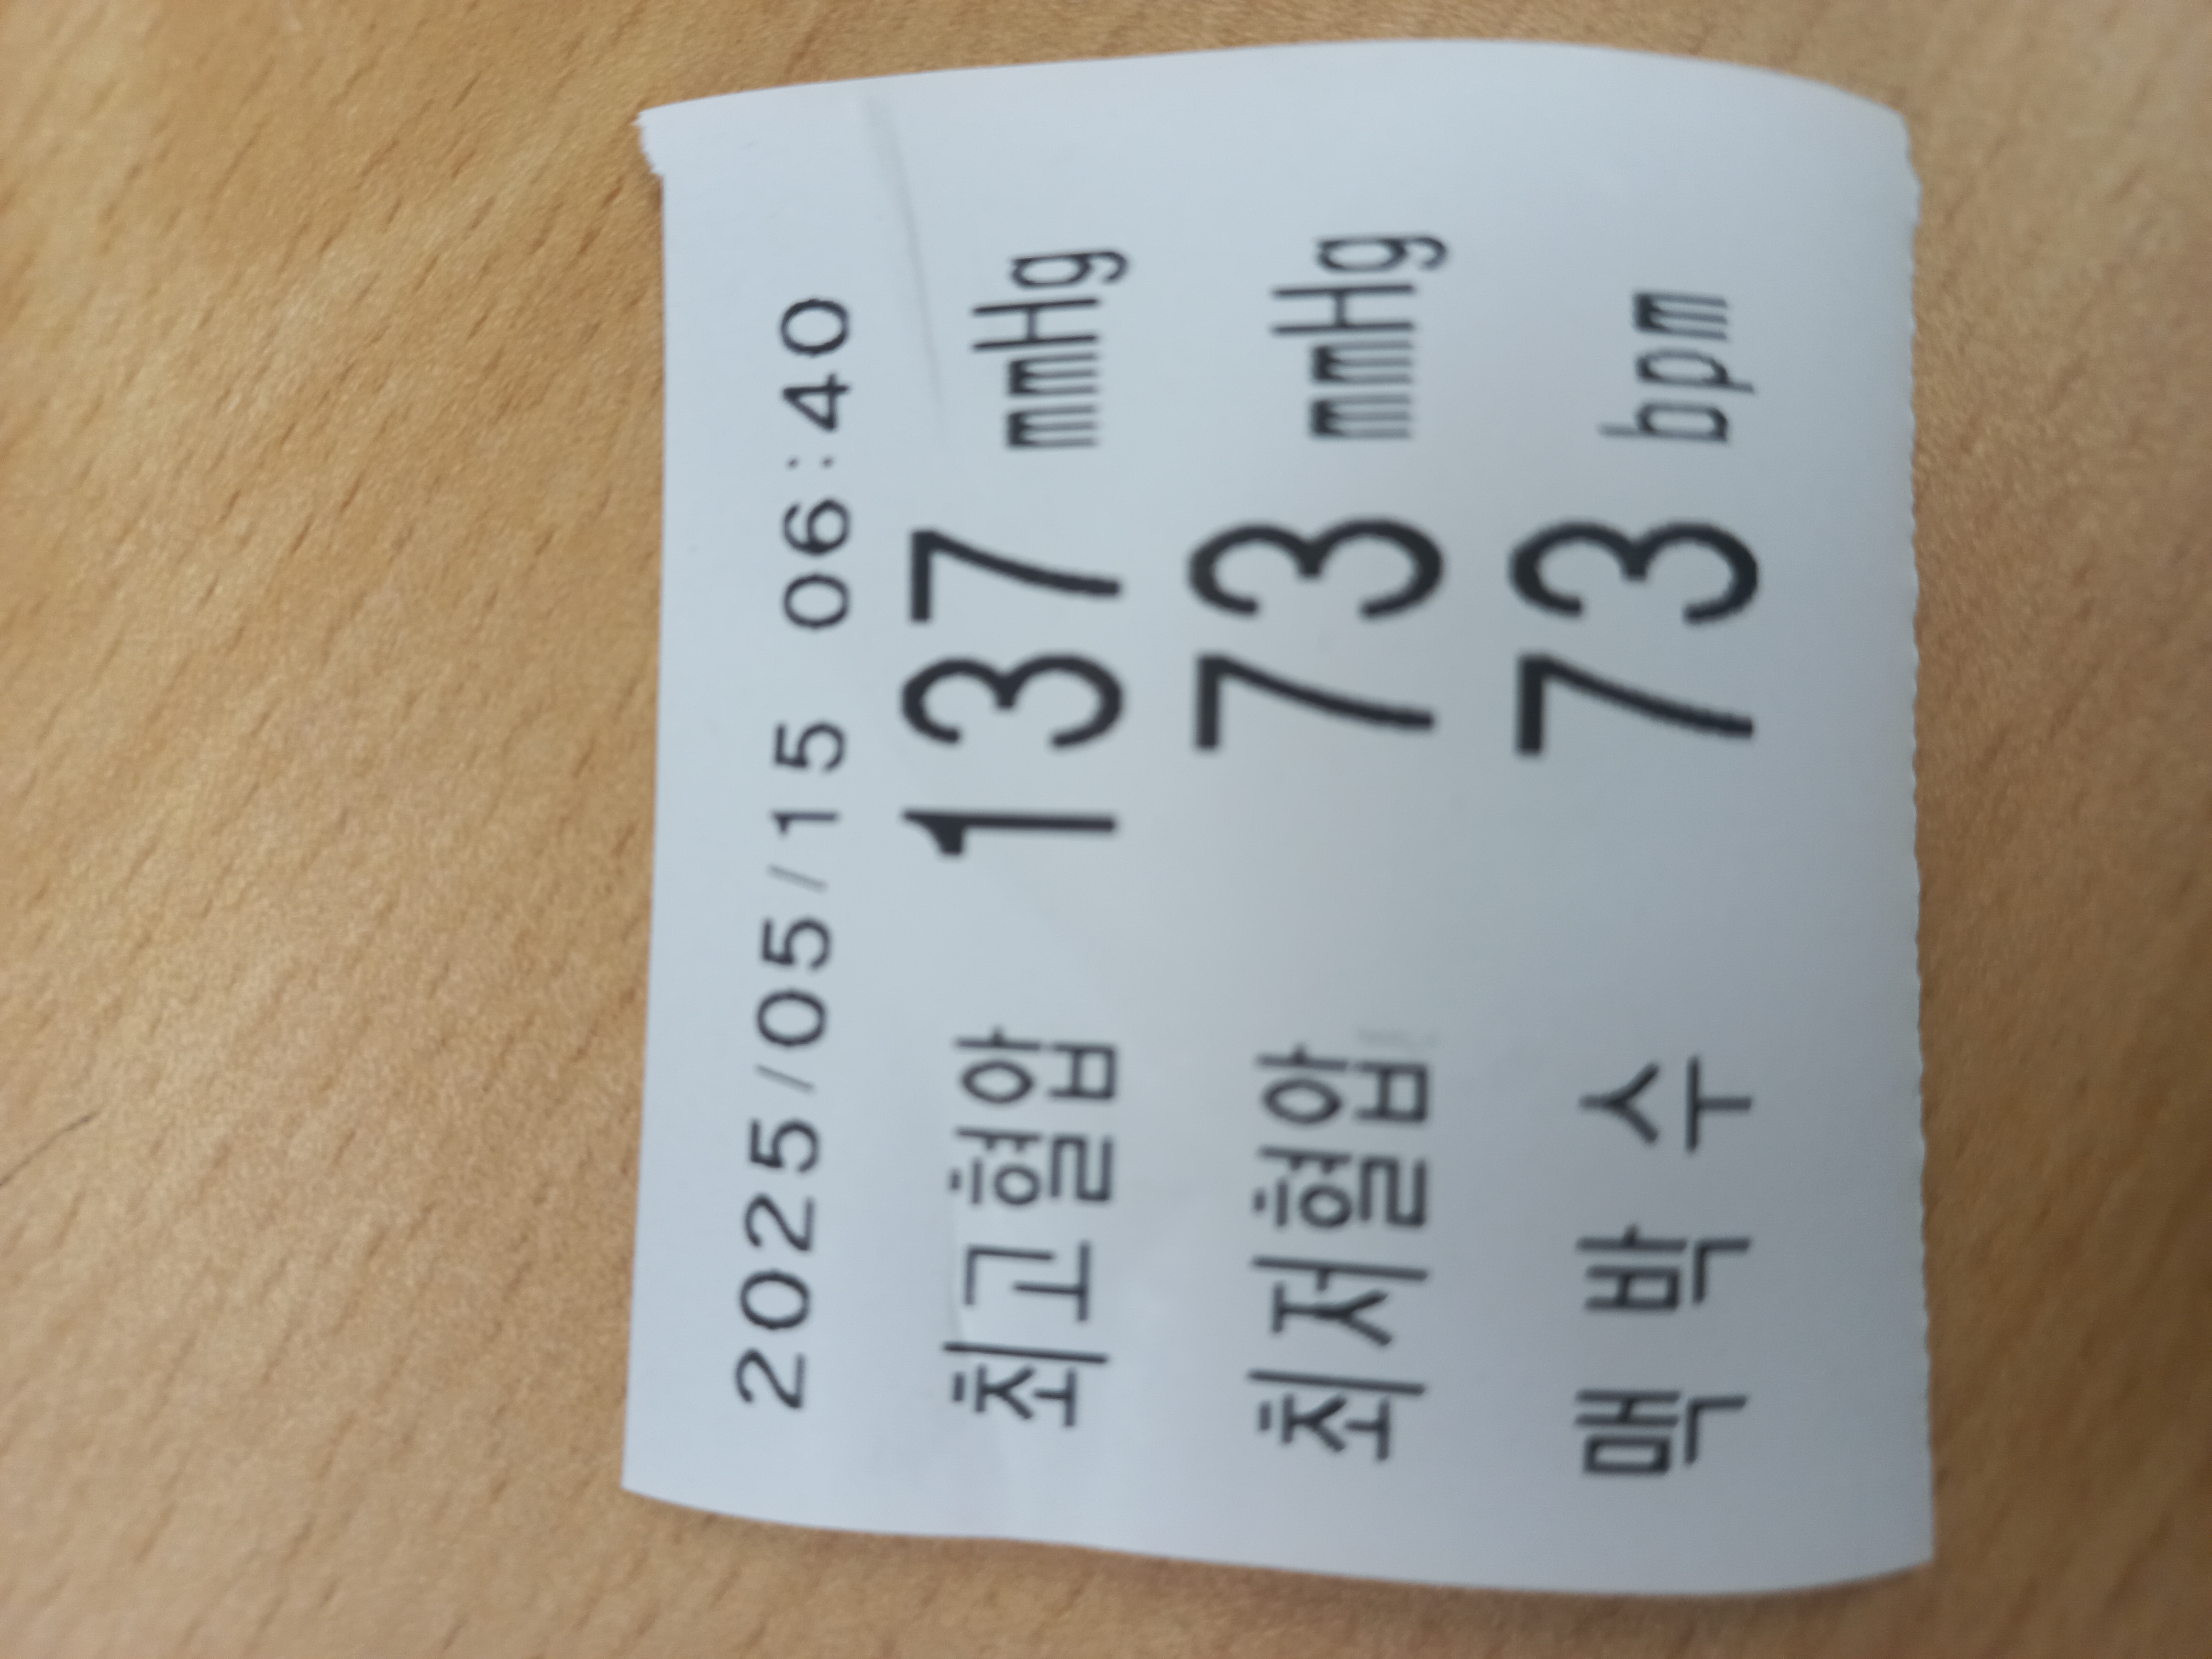 2025/05/15 06:40
최고혈압 137 mmHg
최저혈압 73 mmHg
맥박수 73 bpm